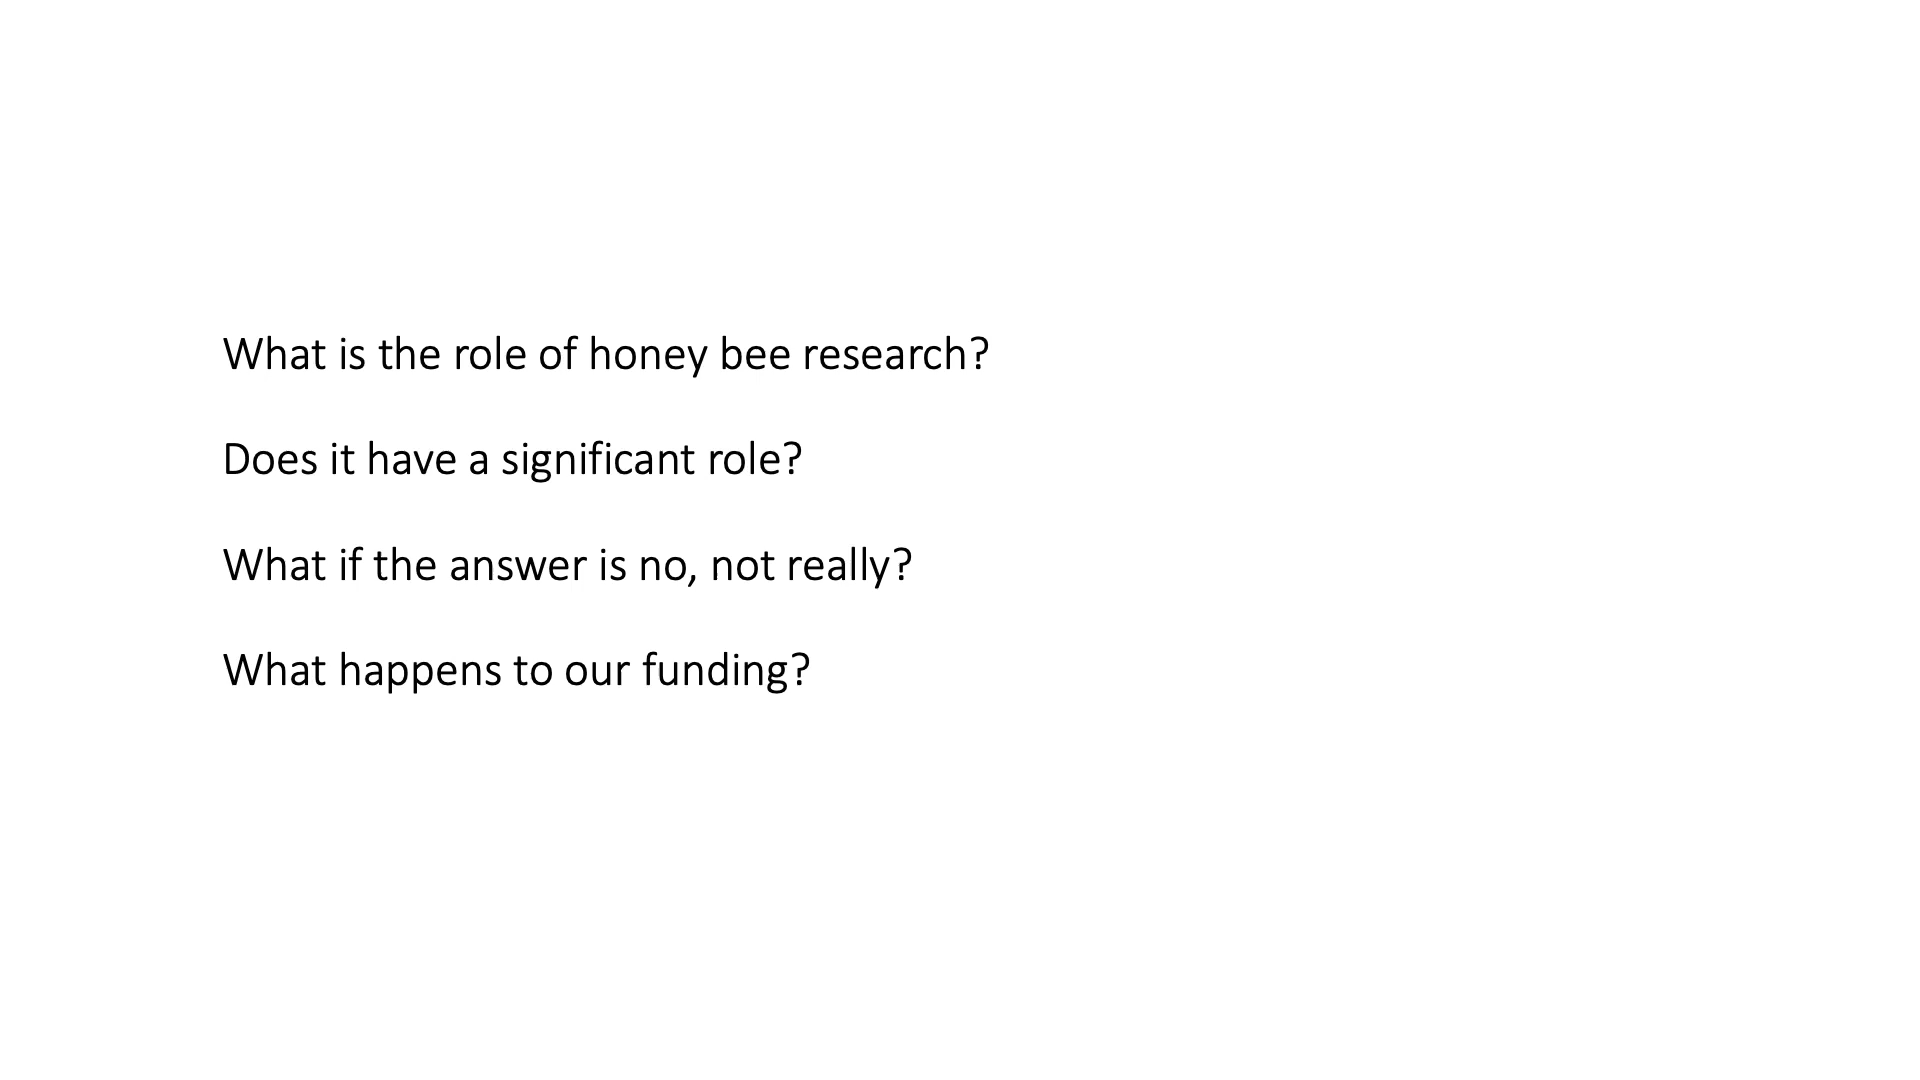 What is the role of honey bee research?
Does it have a significant role?
What if the answer is no, not really?
What happens to our funding?